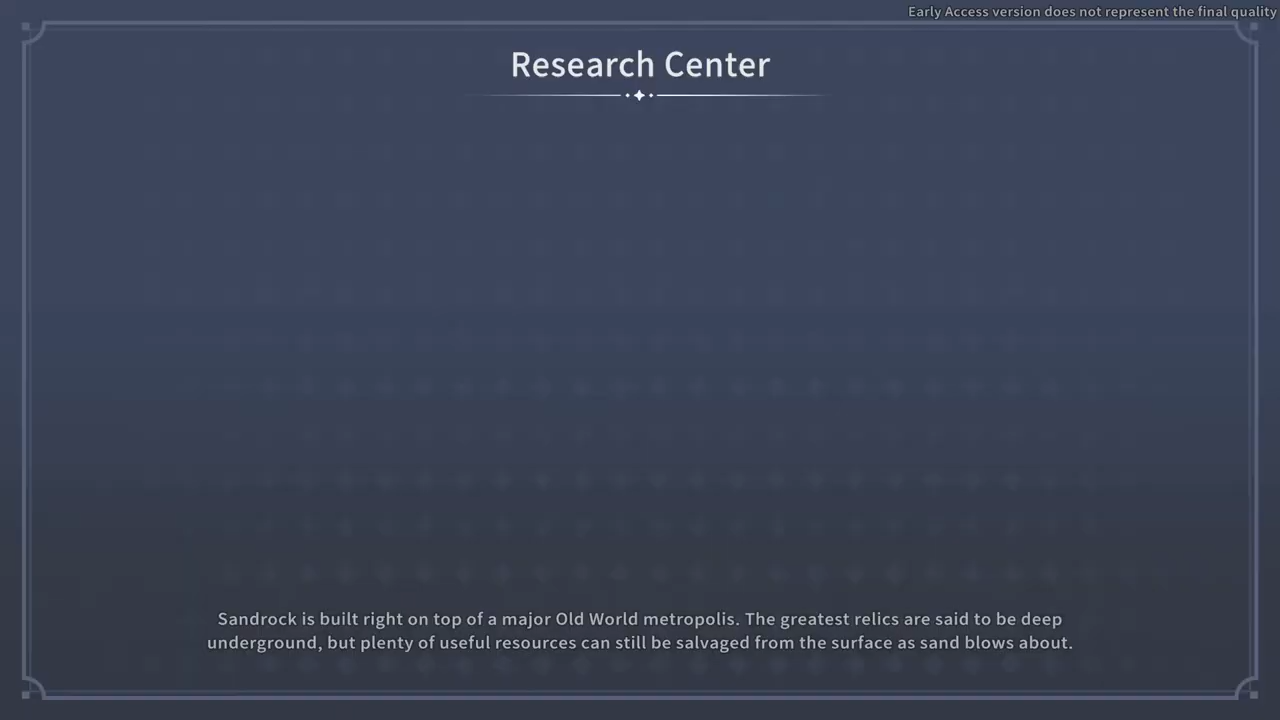 Early Access version does not represent the final quality
Research Center
Sandrock is built right on top of a major Old World metropolis. The greatest relics are said to be deep
underground, but plenty of useful resources can still be salvaged from the surface as sand blows about.